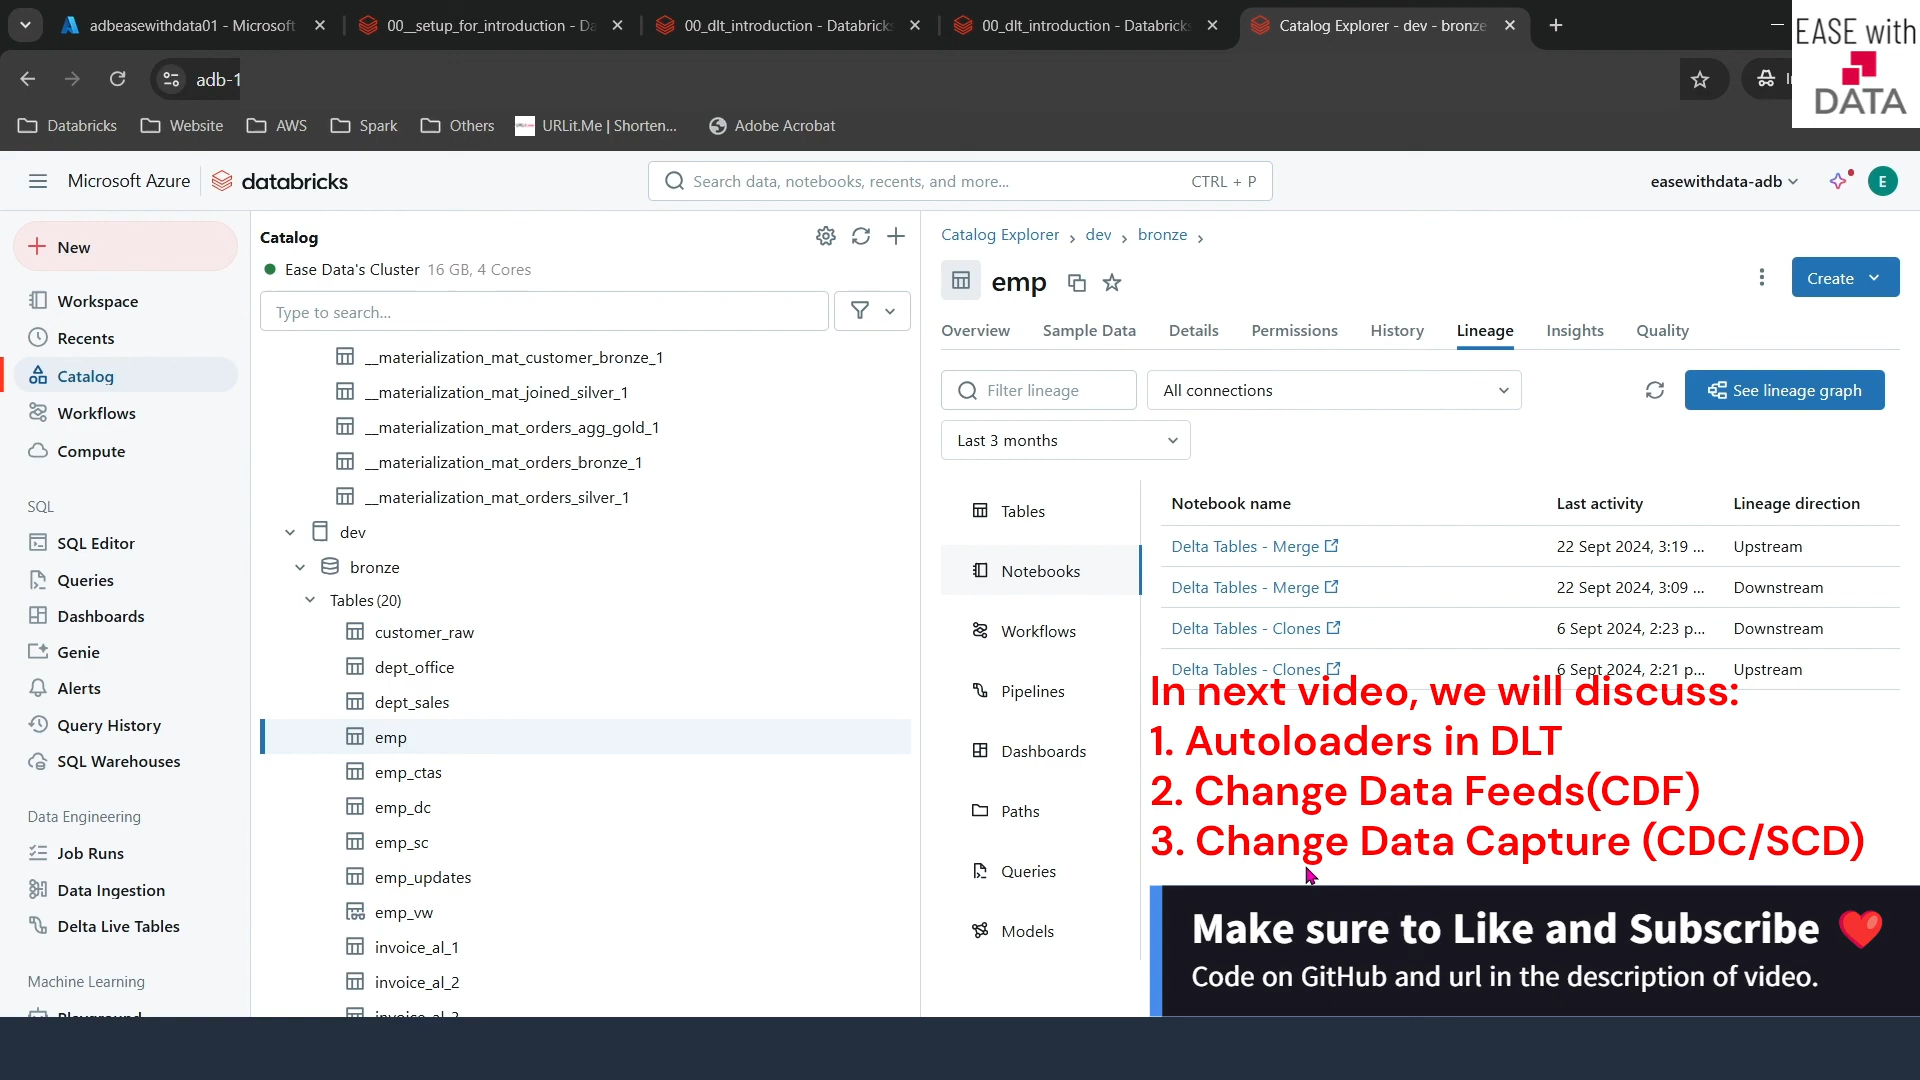 adbeasewithdata01 - Microsoft
00__setup_for_introduction - Da
00_dlt_introduction - Databricks
00_dlt_introduction - Databricks
Catalog Explorer - dev - bronze
EASE with
DATA
adb-1
Databricks
Website
AWS
Spark
Others
URLit.Me | Shorten...
Adobe Acrobat
Microsoft Azure
databricks
Search data, notebooks, recents, and more...
CTRL + P
easewithdata-adb
E
New
Workspace
Recents
Catalog
Workflows
Compute
SQL
SQL Editor
Queries
Dashboards
Genie
Alerts
Query History
SQL Warehouses
Data Engineering
Job Runs
Data Ingestion
Delta Live Tables
Machine Learning
Playground
Catalog
Ease Data's Cluster 16 GB, 4 Cores
Type to search...
__materialization_mat_customer_bronze_1
__materialization_mat_joined_silver_1
__materialization_mat_orders_agg_gold_1
__materialization_mat_orders_bronze_1
__materialization_mat_orders_silver_1
dev
bronze
Tables (20)
customer_raw
dept_office
dept_sales
emp
emp_ctas
emp_dc
emp_sc
emp_updates
emp_vw
invoice_al_1
invoice_al_2
Catalog Explorer > dev > bronze >
emp
Create
Overview
Sample Data
Details
Permissions
History
Lineage
Insights
Quality
Filter lineage
All connections
See lineage graph
Last 3 months
Tables
Notebooks
Workflows
Pipelines
Dashboards
Paths
Queries
Models
Notebook name Last activity Lineage direction
Delta Tables - Merge 22 Sept 2024, 3:19 ... Upstream
Delta Tables - Merge 22 Sept 2024, 3:09 ... Downstream
Delta Tables - Clones 6 Sept 2024, 2:23 p... Downstream
Delta Tables - Clones 6 Sept 2024, 2:21 p... Upstream
In next video, we will discuss:
1. Autoloaders in DLT
2. Change Data Feeds(CDF)
3. Change Data Capture (CDC/SCD)
Make sure to Like and Subscribe ❤️
Code on GitHub and url in the description of video.